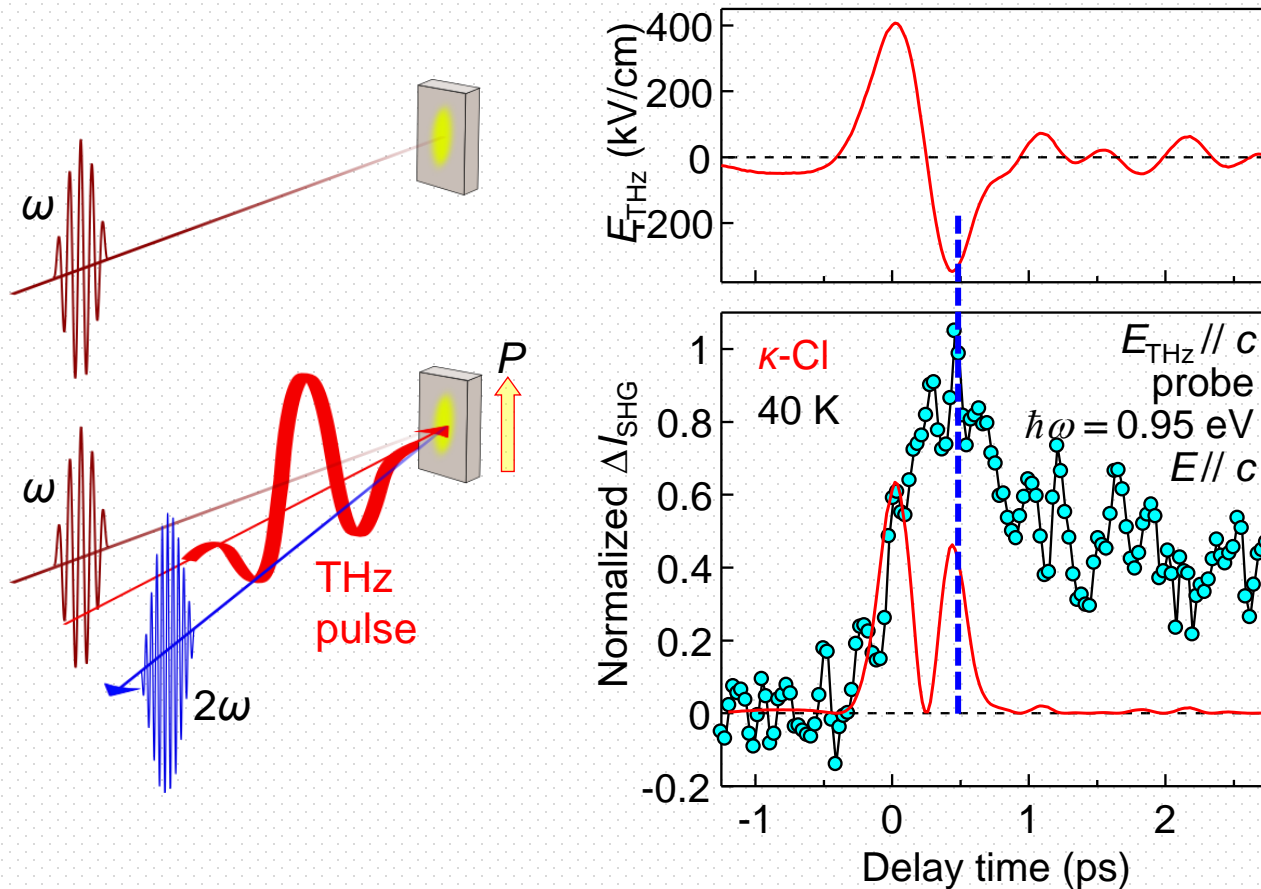 ω
ω
THz
pulse
2ω
P
E_THz (kV/cm)
400
200
0
-200
Normalized ΔI_SHG
1
0.8
0.6
0.4
0.2
0
-0.2
κ-Cl
40 K
E_THz // c
probe
ħω = 0.95 eV
E // c
-1
0
1
2
Delay time (ps)